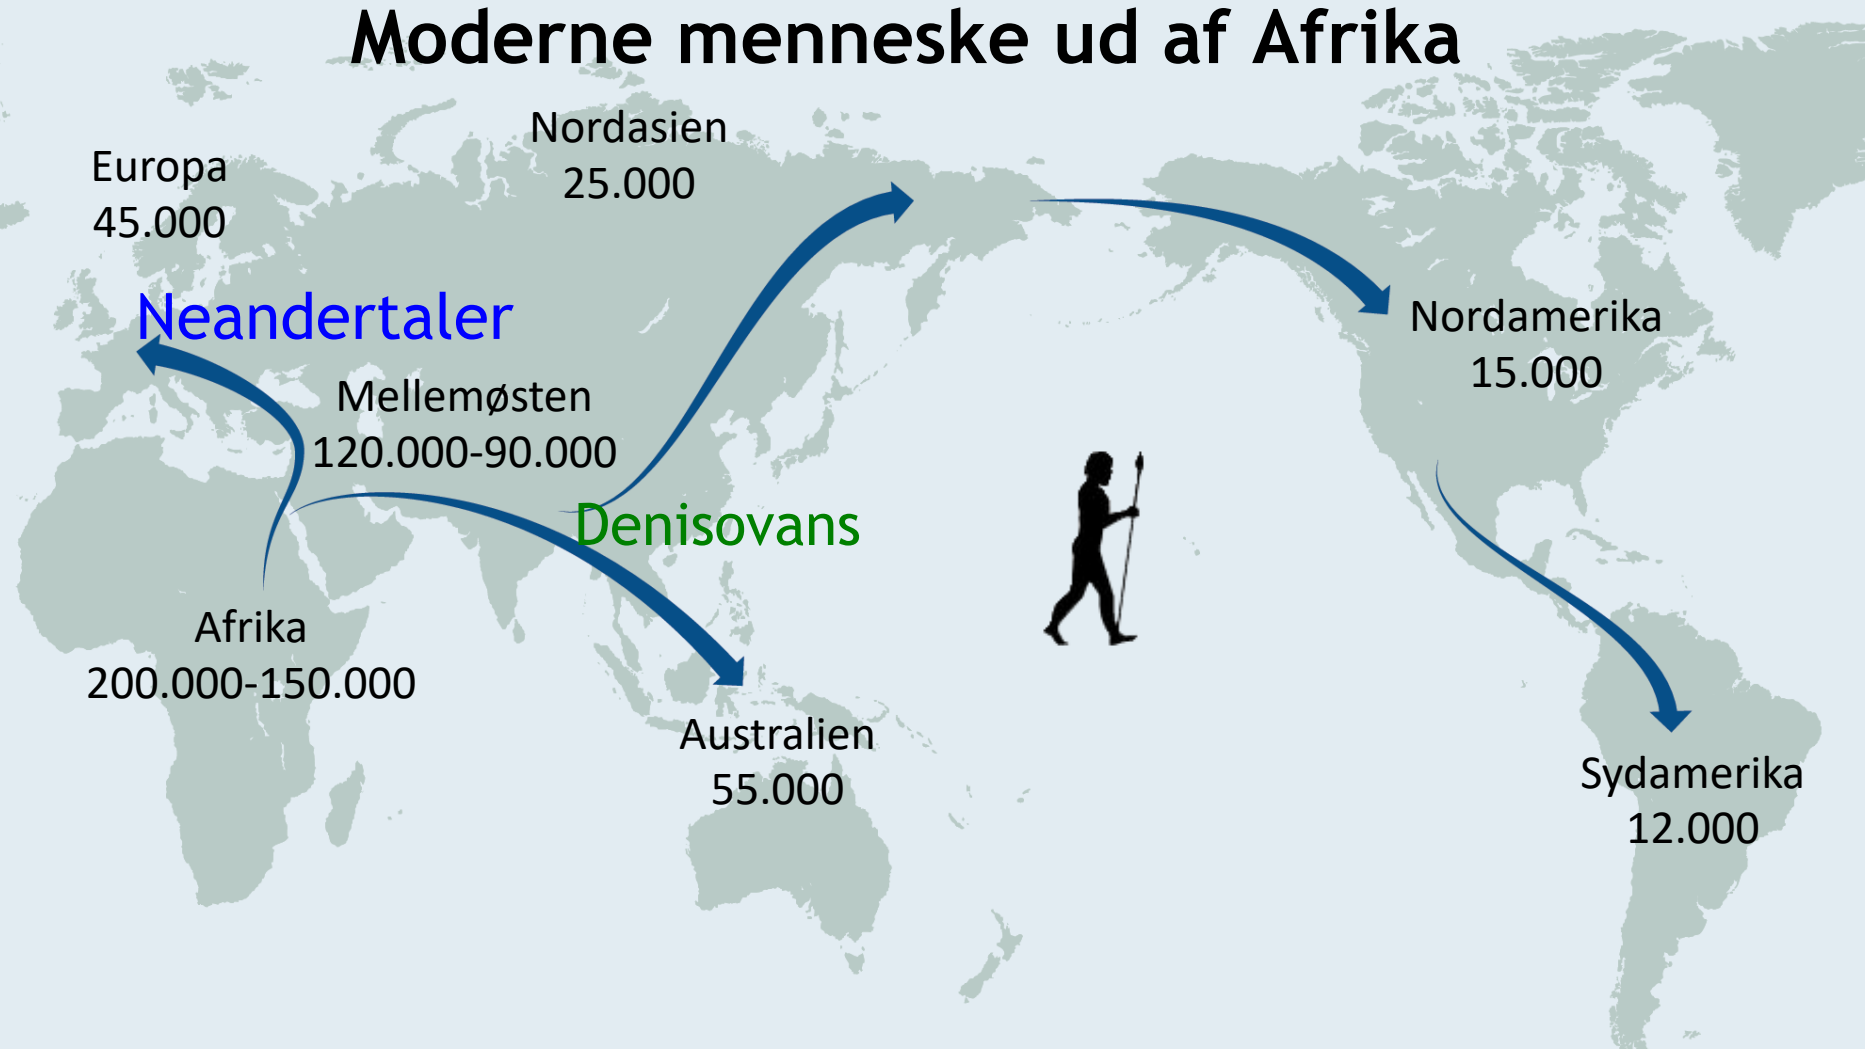 Moderne menneske ud af Afrika
Nordasien
25.000
Europa
45.000
Neandertaler
Nordamerika
15.000
Mellemøsten
120.000-90.000
Denisovans
Afrika
200.000-150.000
Australien
55.000
Sydamerika
12.000